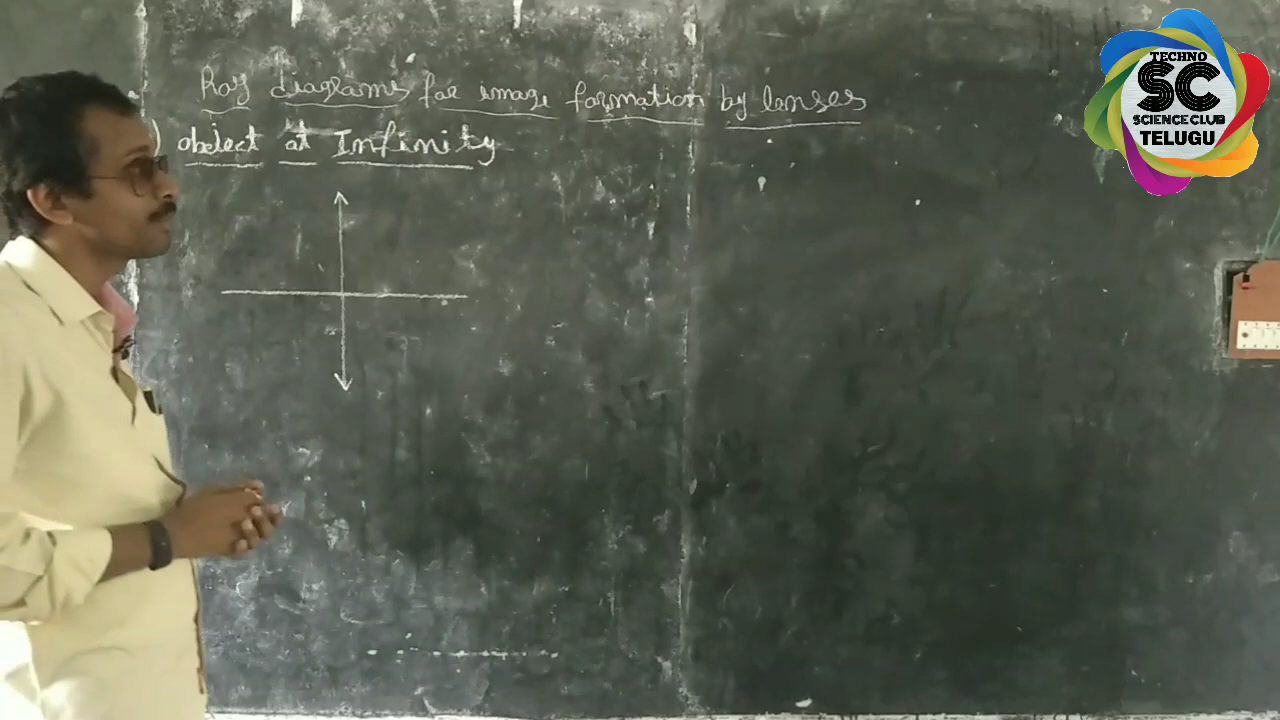 Ray diagrams for image formation by lenses
) object at Infinity
TECHNO
SC
SCIENCE CLUB
TELUGU